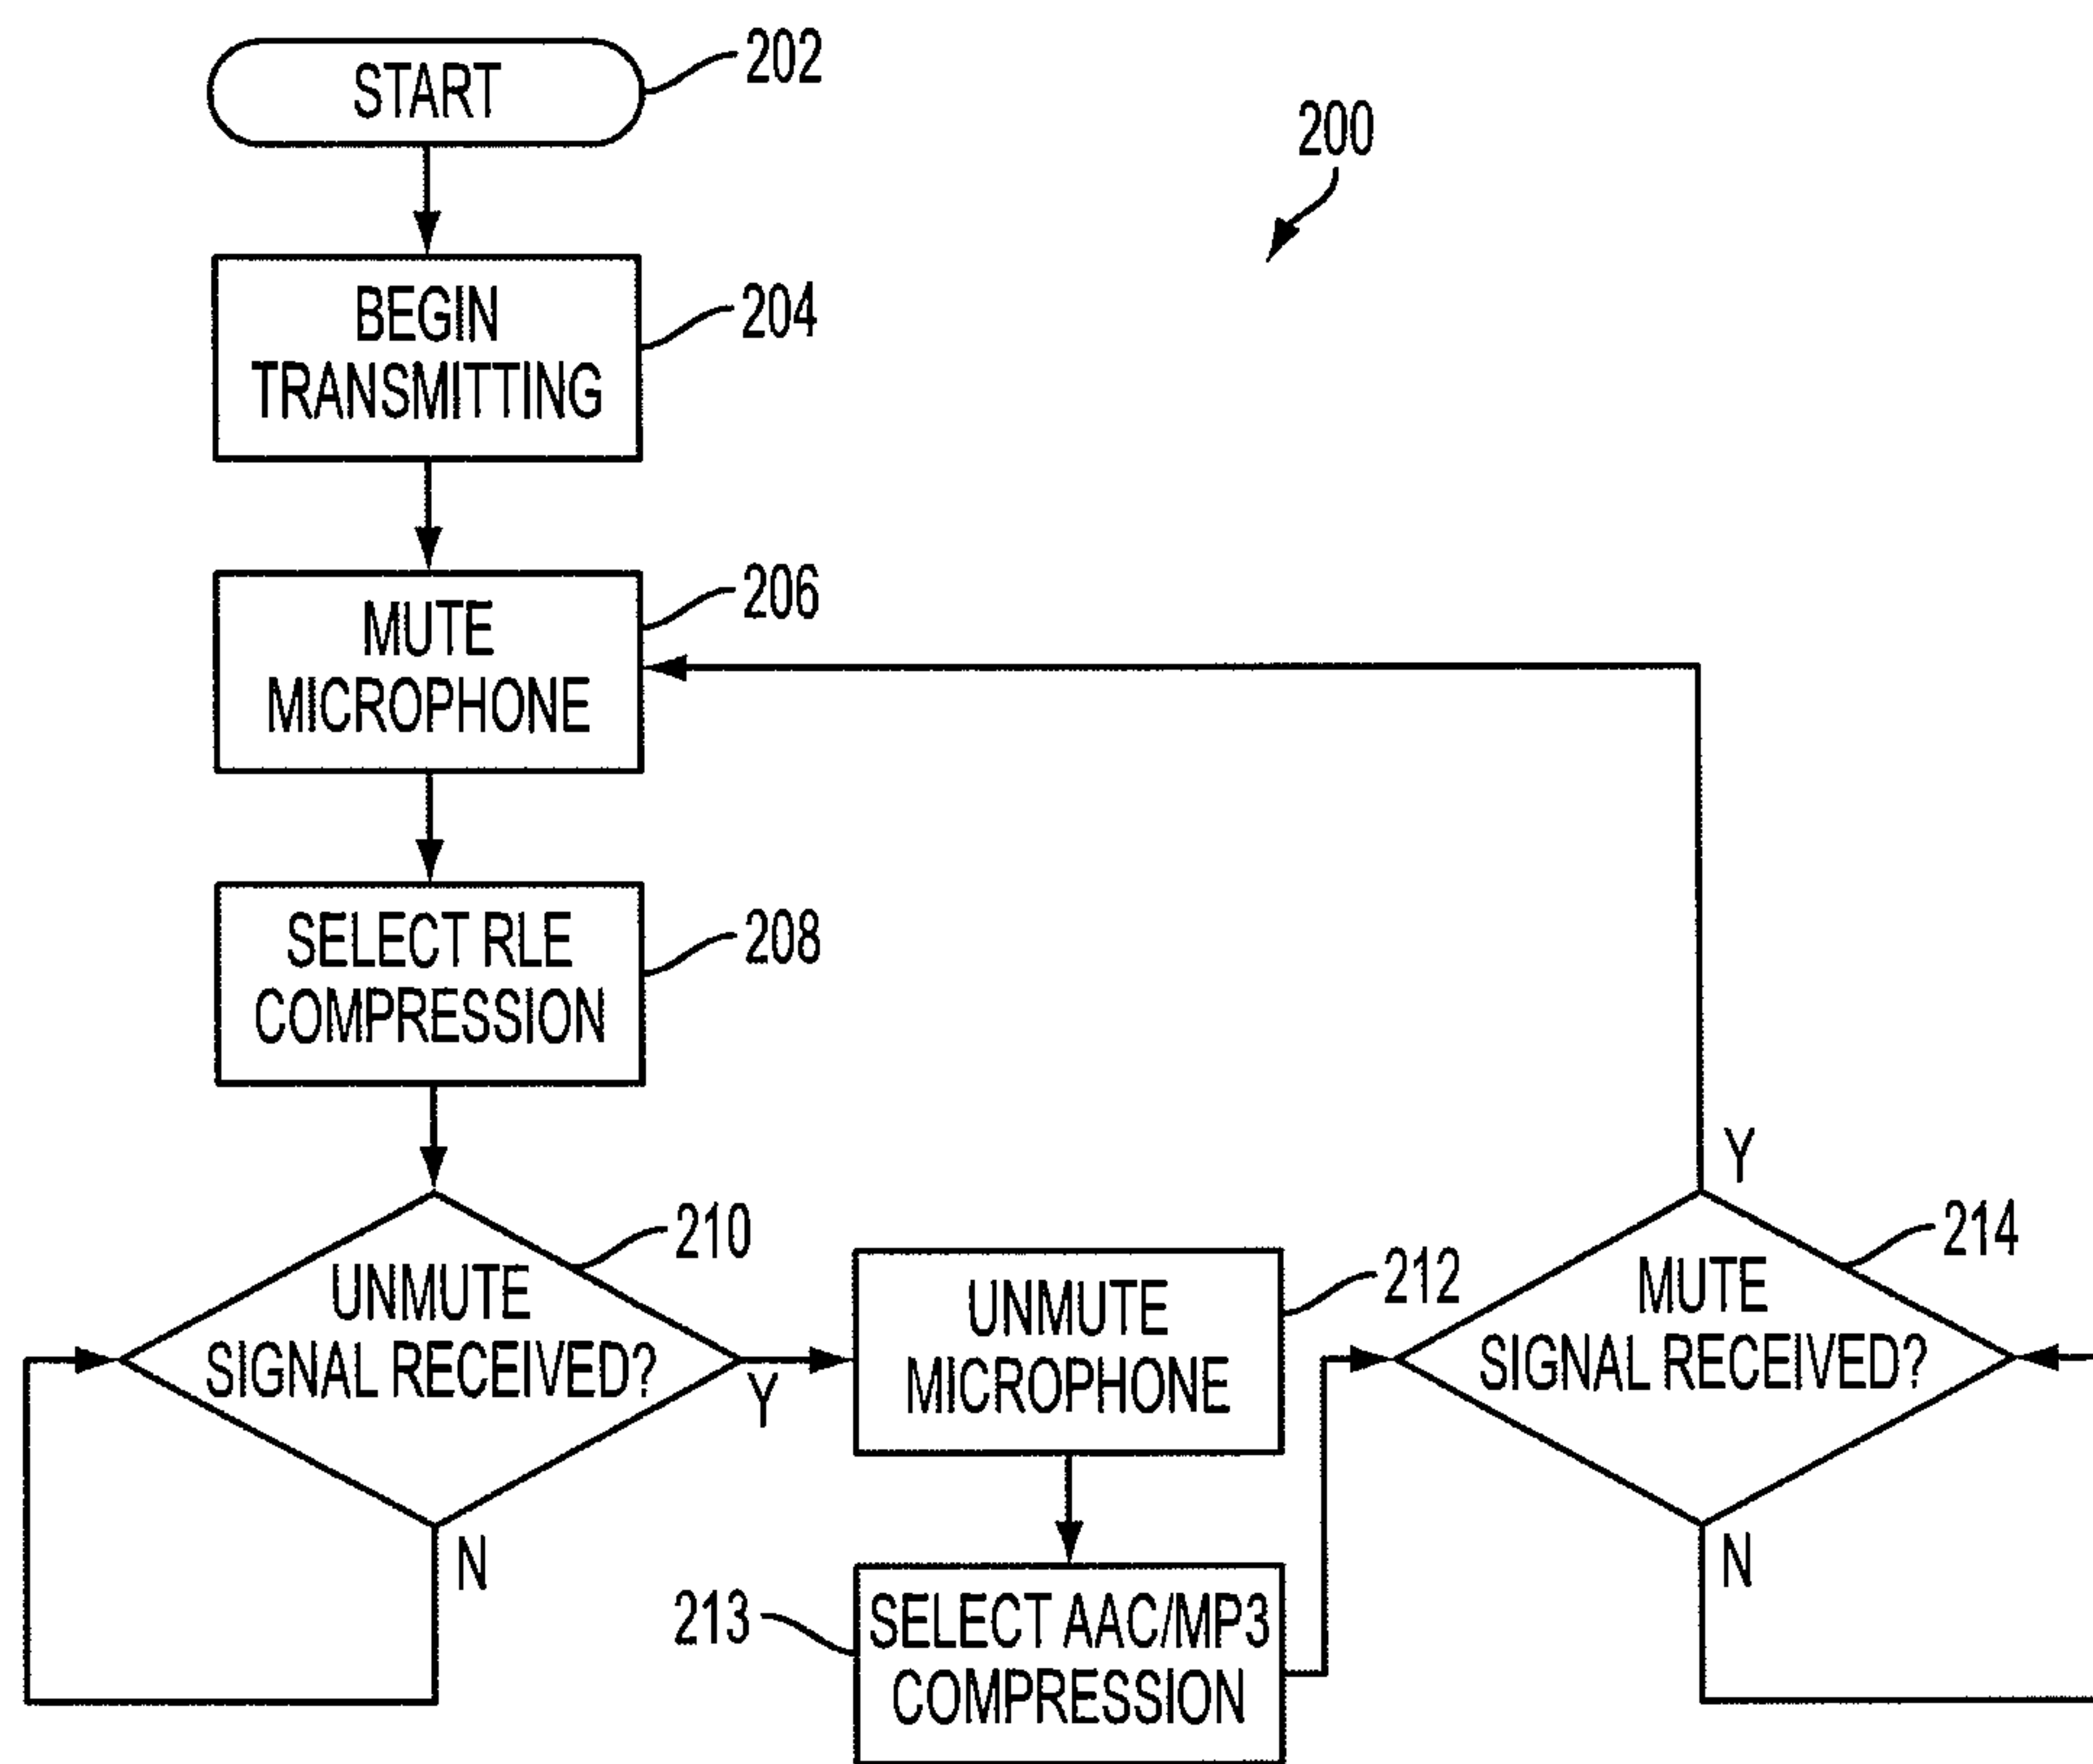 START
202
200
BEGIN
TRANSMITTING
204
MUTE
MICROPHONE
206
SELECT RLE
COMPRESSION
208
UNMUTE
SIGNAL RECEIVED?
210
Y
N
UNMUTE
MICROPHONE
212
SELECT AAC/MP3
COMPRESSION
213
MUTE
SIGNAL RECEIVED?
214
Y
N